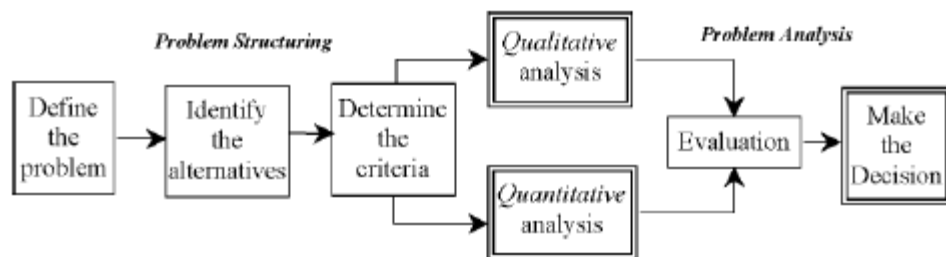 Problem Structuring
Problem Analysis
Define
the
problem
Identify
the
alternatives
Determine
the
criteria
Qualitative
analysis
Quantitative
analysis
Evaluation
Make
the
Decision